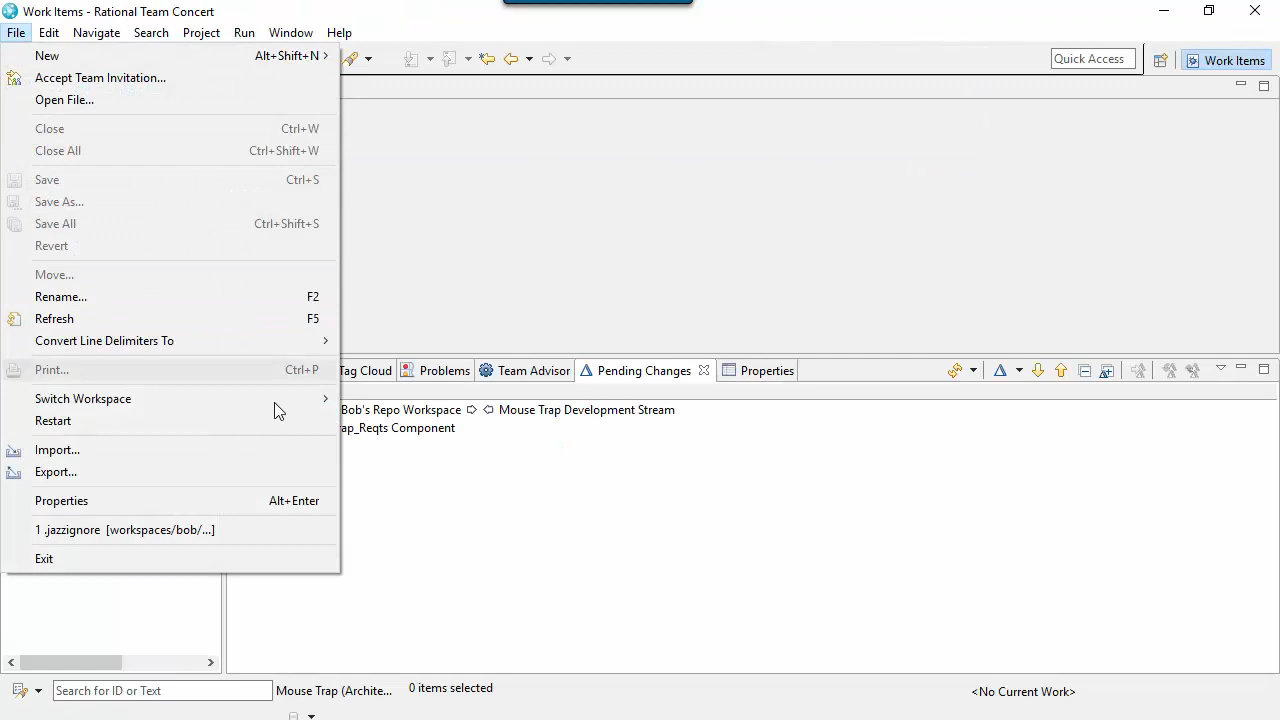 Work Items - Rational Team Concert
File Edit Navigate Search Project Run Window Help
New Alt+Shift+N
Quick Access
Work Items
Accept Team Invitation...
Open File...
Close Ctrl+W
Close All Ctrl+Shift+W
Save Ctrl+S
Save As...
Save All Ctrl+Shift+S
Revert
Move...
Rename... F2
Refresh F5
Convert Line Delimiters To
Print... Ctrl+P
Tag Cloud Problems Team Advisor Pending Changes Properties
Switch Workspace
Bob's Repo Workspace Mouse Trap Development Stream
Restart
ap_Reqts Component
Import...
Export...
Properties Alt+Enter
1 .jazzignore [workspaces/bob/...]
Exit
Search for ID or Text
Mouse Trap (Archite...
0 items selected
<No Current Work>